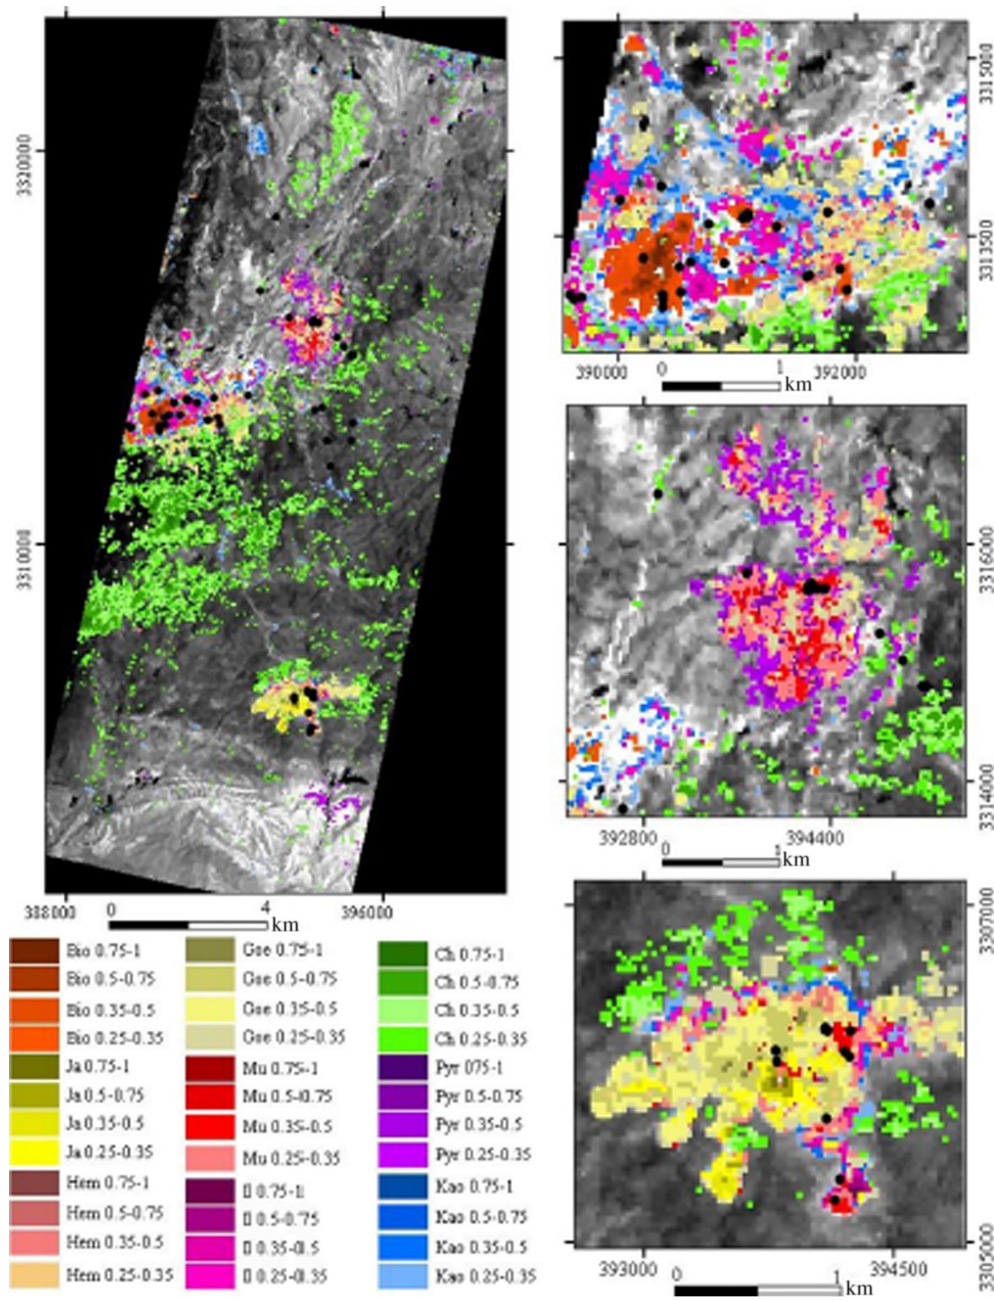 3320000
3310000
388000
0
4
km
396000
3315000
3313500
390000
0
1
km
392000
3316000
3314000
392800
394400
0
1
km
3307000
3305000
393000
394500
0
1
km
Bio 0.75-1
Bio 0.5-0.75
Bio 0.35-0.5
Bio 0.25-0.35
Ja 0.75-1
Ja 0.5-0.75
Ja 0.35-0.5
Ja 0.25-0.35
Hem 0.75-1
Hem 0.5-0.75
Hem 0.35-0.5
Hem 0.25-0.35
Goe 0.75-1
Goe 0.5-0.75
Goe 0.35-0.5
Goe 0.25-0.35
Mu 0.75-1
Mu 0.5-0.75
Mu 0.35-0.5
Mu 0.25-0.35
0.75-1
0.5-0.75
0.35-0.5
0.25-0.35
Ch 0.75-1
Ch 0.5-0.75
Ch 0.35-0.5
Ch 0.25-0.35
Pyr 075-1
Pyr 0.5-0.75
Pyr 0.35-0.5
Pyr 0.25-0.35
Kao 0.75-1
Kao 0.5-0.75
Kao 0.35-0.5
Kao 0.25-0.35